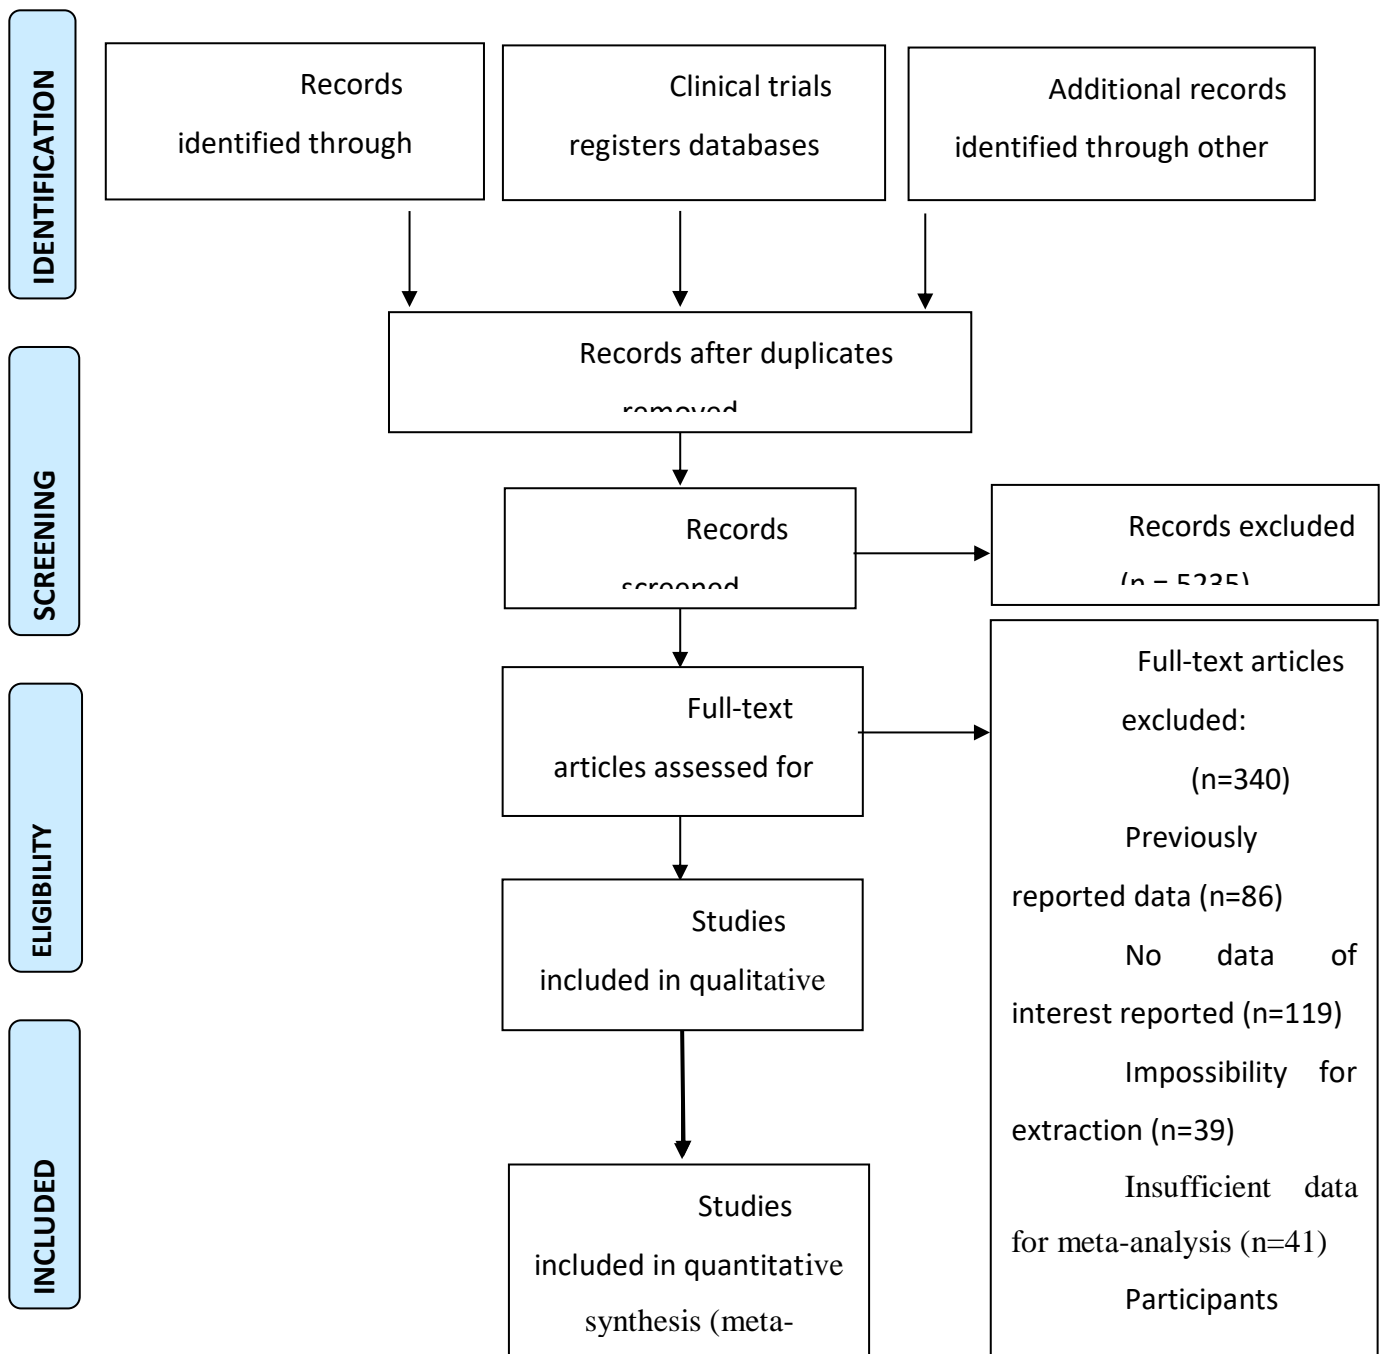 IDENTIFICATION
Records
identified through
Clinical trials
registers databases
Additional records
identified through other
Records after duplicates
removed
SCREENING
Records
screened
Records excluded
(n = 5235)
Full-text
articles assessed for
Full-text articles
excluded:
(n=340)
Previously
reported data (n=86)
No data of
interest reported (n=119)
Impossibility for
extraction (n=39)
Insufficient data
for meta-analysis (n=41)
Participants
ELIGIBILITY
Studies
included in qualitative
INCLUDED
Studies
included in quantitative
synthesis (meta-